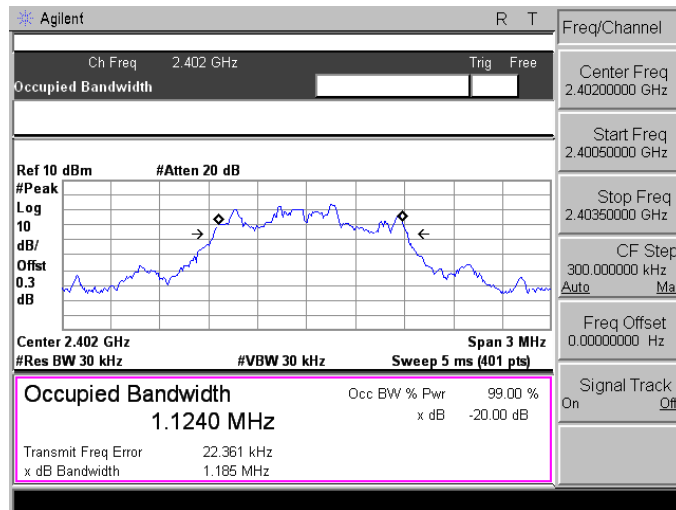 Agilent R T
Freq/Channel
Ch Freq 2.402 GHz Trig Free
Occupied Bandwidth
Center Freq
2.40200000 GHz
Start Freq
2.40050000 GHz
Stop Freq
2.40350000 GHz
CF Step
300.000000 kHz
Auto Ma
Freq Offset
0.00000000 Hz
Signal Track
On Off
Ref 10 dBm #Atten 20 dB
#Peak
Log
10
dB/
Offst
0.3
dB
Center 2.402 GHz Span 3 MHz
#Res BW 30 kHz #VBW 30 kHz Sweep 5 ms (401 pts)
Occupied Bandwidth Occ BW % Pwr 99.00 %
1.1240 MHz x dB -20.00 dB
Transmit Freq Error 22.361 kHz
x dB Bandwidth 1.185 MHz